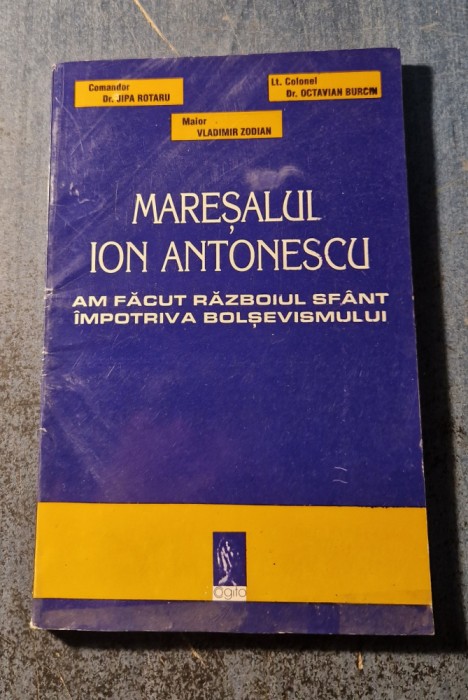 Comandor
Dr. JIPA ROTARU
Lt. Colonel
Dr. OCTAVIAN BURCIN
Maior
VLADIMIR ZODIAN
MAREȘALUL
ION ANTONESCU
AM FĂCUT RĂZBOIUL SFÂNT
ÎMPOTRIVA BOLȘEVISMULUI
Cogito